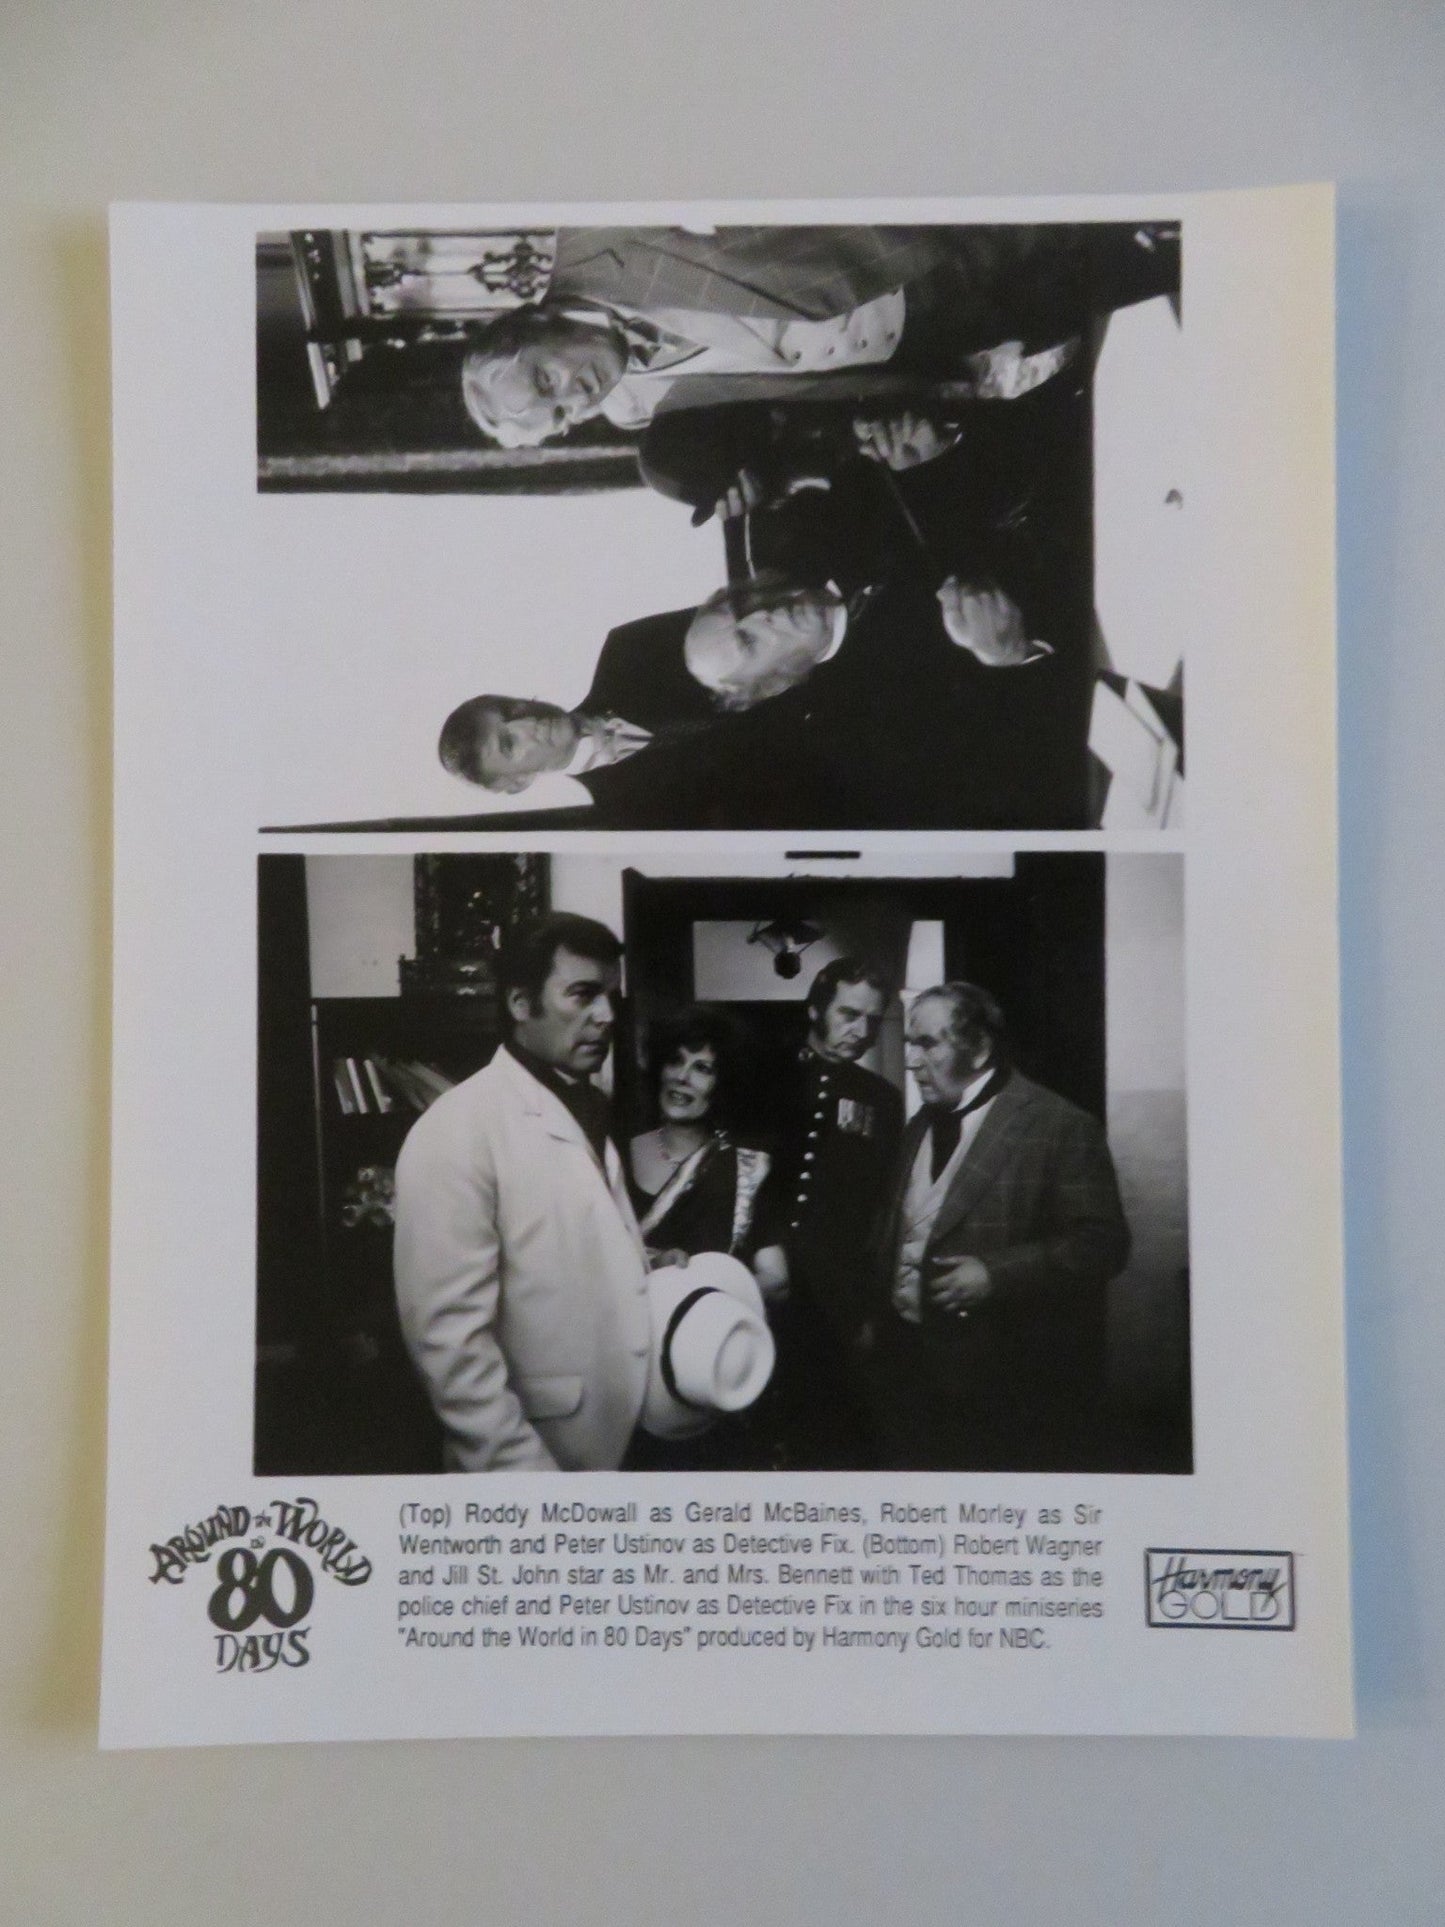 (Top) Roddy McDowall as Gerald McBaines, Robert Morley as Sir
Wentworth and Peter Ustinov as Detective Fix. (Bottom) Robert Wagner
and Jill St. John star as Mr. and Mrs. Bennett with Ted Thomas as the
police chief and Peter Ustinov as Detective Fix in the six hour miniseries
"Around the World in 80 Days" produced by Harmony Gold for NBC.
AROUND THE WORLD
IN
80
DAYS
Harmony
GOLD